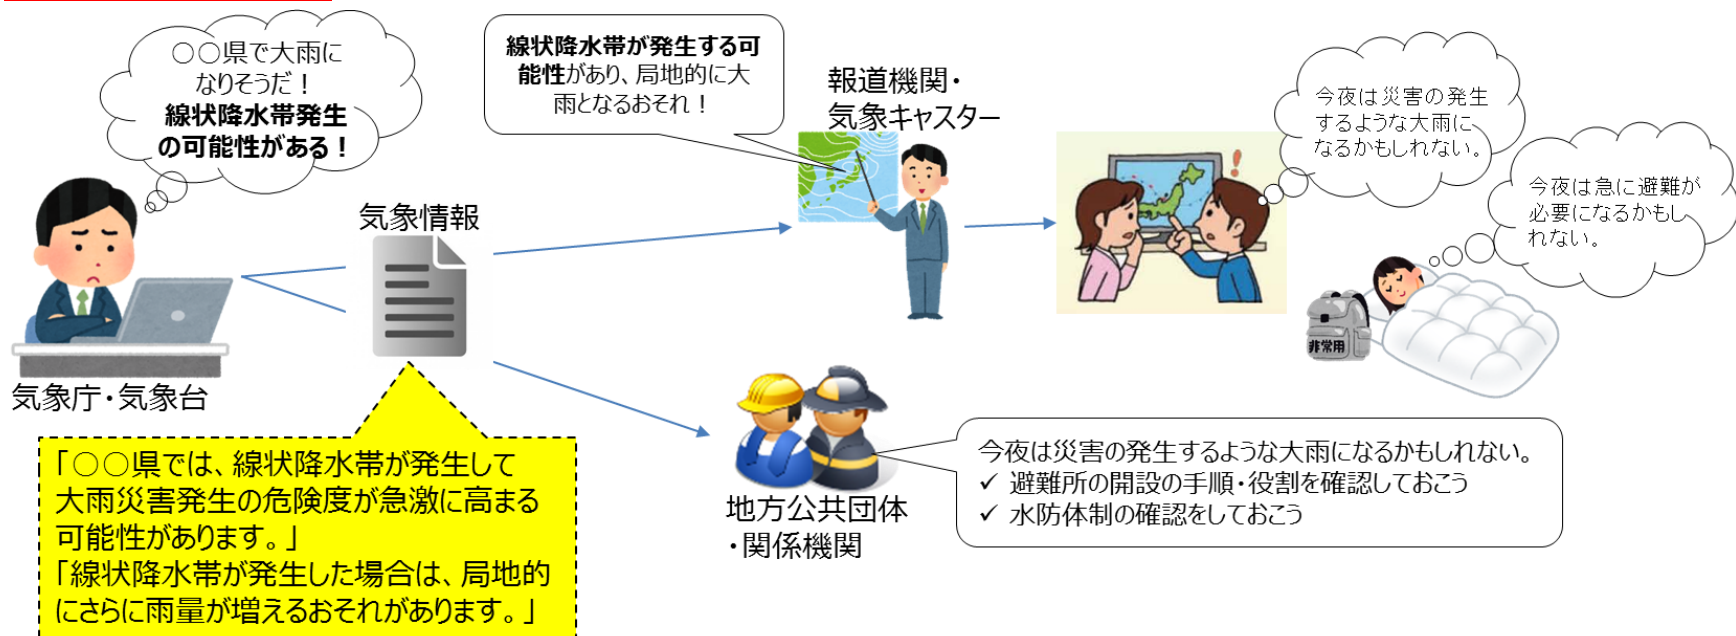 ○○県で大雨に
なりそうだ！
線状降水帯発生
の可能性がある！
気象庁・気象台
気象情報
「○○県では、線状降水帯が発生して
大雨災害発生の危険度が急激に高まる
可能性があります。」
「線状降水帯が発生した場合は、局地的
にさらに雨量が増えるおそれがあります。」
線状降水帯が発生する可
能性があり、局地的に大
雨となるおそれ！
報道機関・
気象キャスター
今夜は災害の発生
するような大雨に
なるかもしれない。
今夜は急に避難が
必要になるかもし
れない。
非常用
地方公共団体
・関係機関
今夜は災害の発生するような大雨になるかもしれない。
✓ 避難所の開設の手順・役割を確認しておこう
✓ 水防体制の確認をしておこう